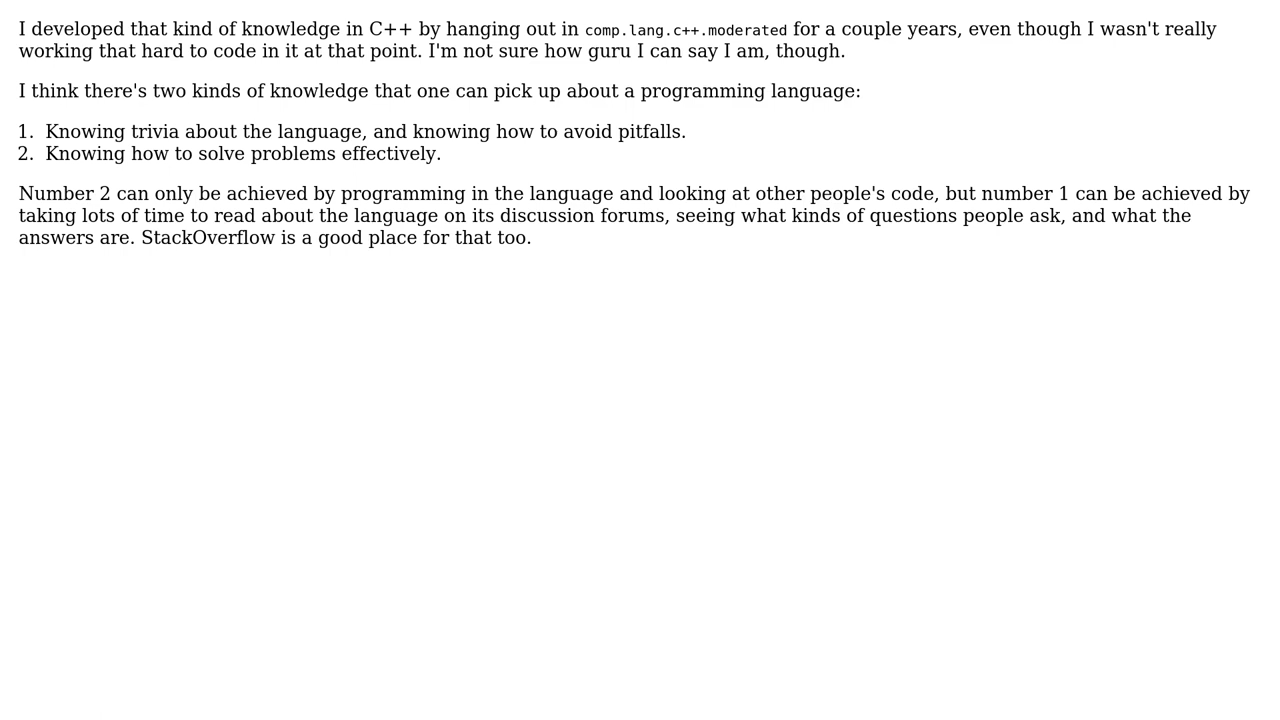 I developed that kind of knowledge in C++ by hanging out in comp.lang.c++.moderated for a couple years, even though I wasn't really
working that hard to code in it at that point. I'm not sure how guru I can say I am, though.
I think there's two kinds of knowledge that one can pick up about a programming language:
1. Knowing trivia about the language, and knowing how to avoid pitfalls.
2. Knowing how to solve problems effectively.
Number 2 can only be achieved by programming in the language and looking at other people's code, but number 1 can be achieved by
taking lots of time to read about the language on its discussion forums, seeing what kinds of questions people ask, and what the
answers are. StackOverflow is a good place for that too.